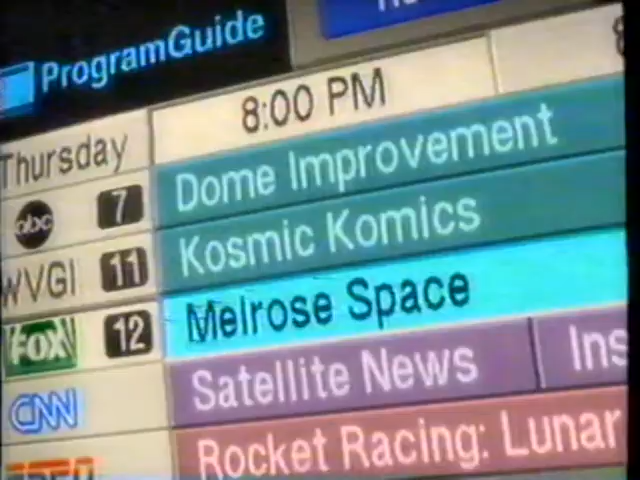 ProgramGuide
Thursday 8:00 PM 8
abc 7 Dome Improvement
WVGI 11 Kosmic Komics
FOX 12 Melrose Space
CNN Satellite News Ins
Rocket Racing: Lunar